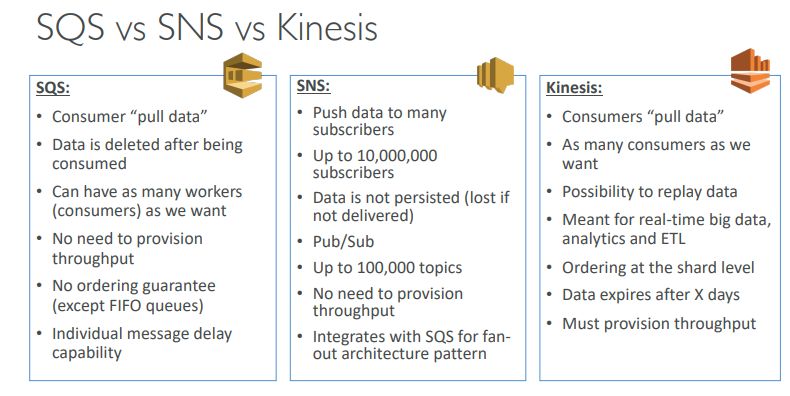 SQS vs SNS vs Kinesis
SQS:
• Consumer “pull data”
• Data is deleted after being
consumed
• Can have as many workers
(consumers) as we want
• No need to provision
throughput
• No ordering guarantee
(except FIFO queues)
• Individual message delay
capability
SNS:
• Push data to many
subscribers
• Up to 10,000,000
subscribers
• Data is not persisted (lost if
not delivered)
• Pub/Sub
• Up to 100,000 topics
• No need to provision
throughput
• Integrates with SQS for fan-
out architecture pattern
Kinesis:
• Consumers “pull data”
• As many consumers as we
want
• Possibility to replay data
• Meant for real-time big data,
analytics and ETL
• Ordering at the shard level
• Data expires after X days
• Must provision throughput